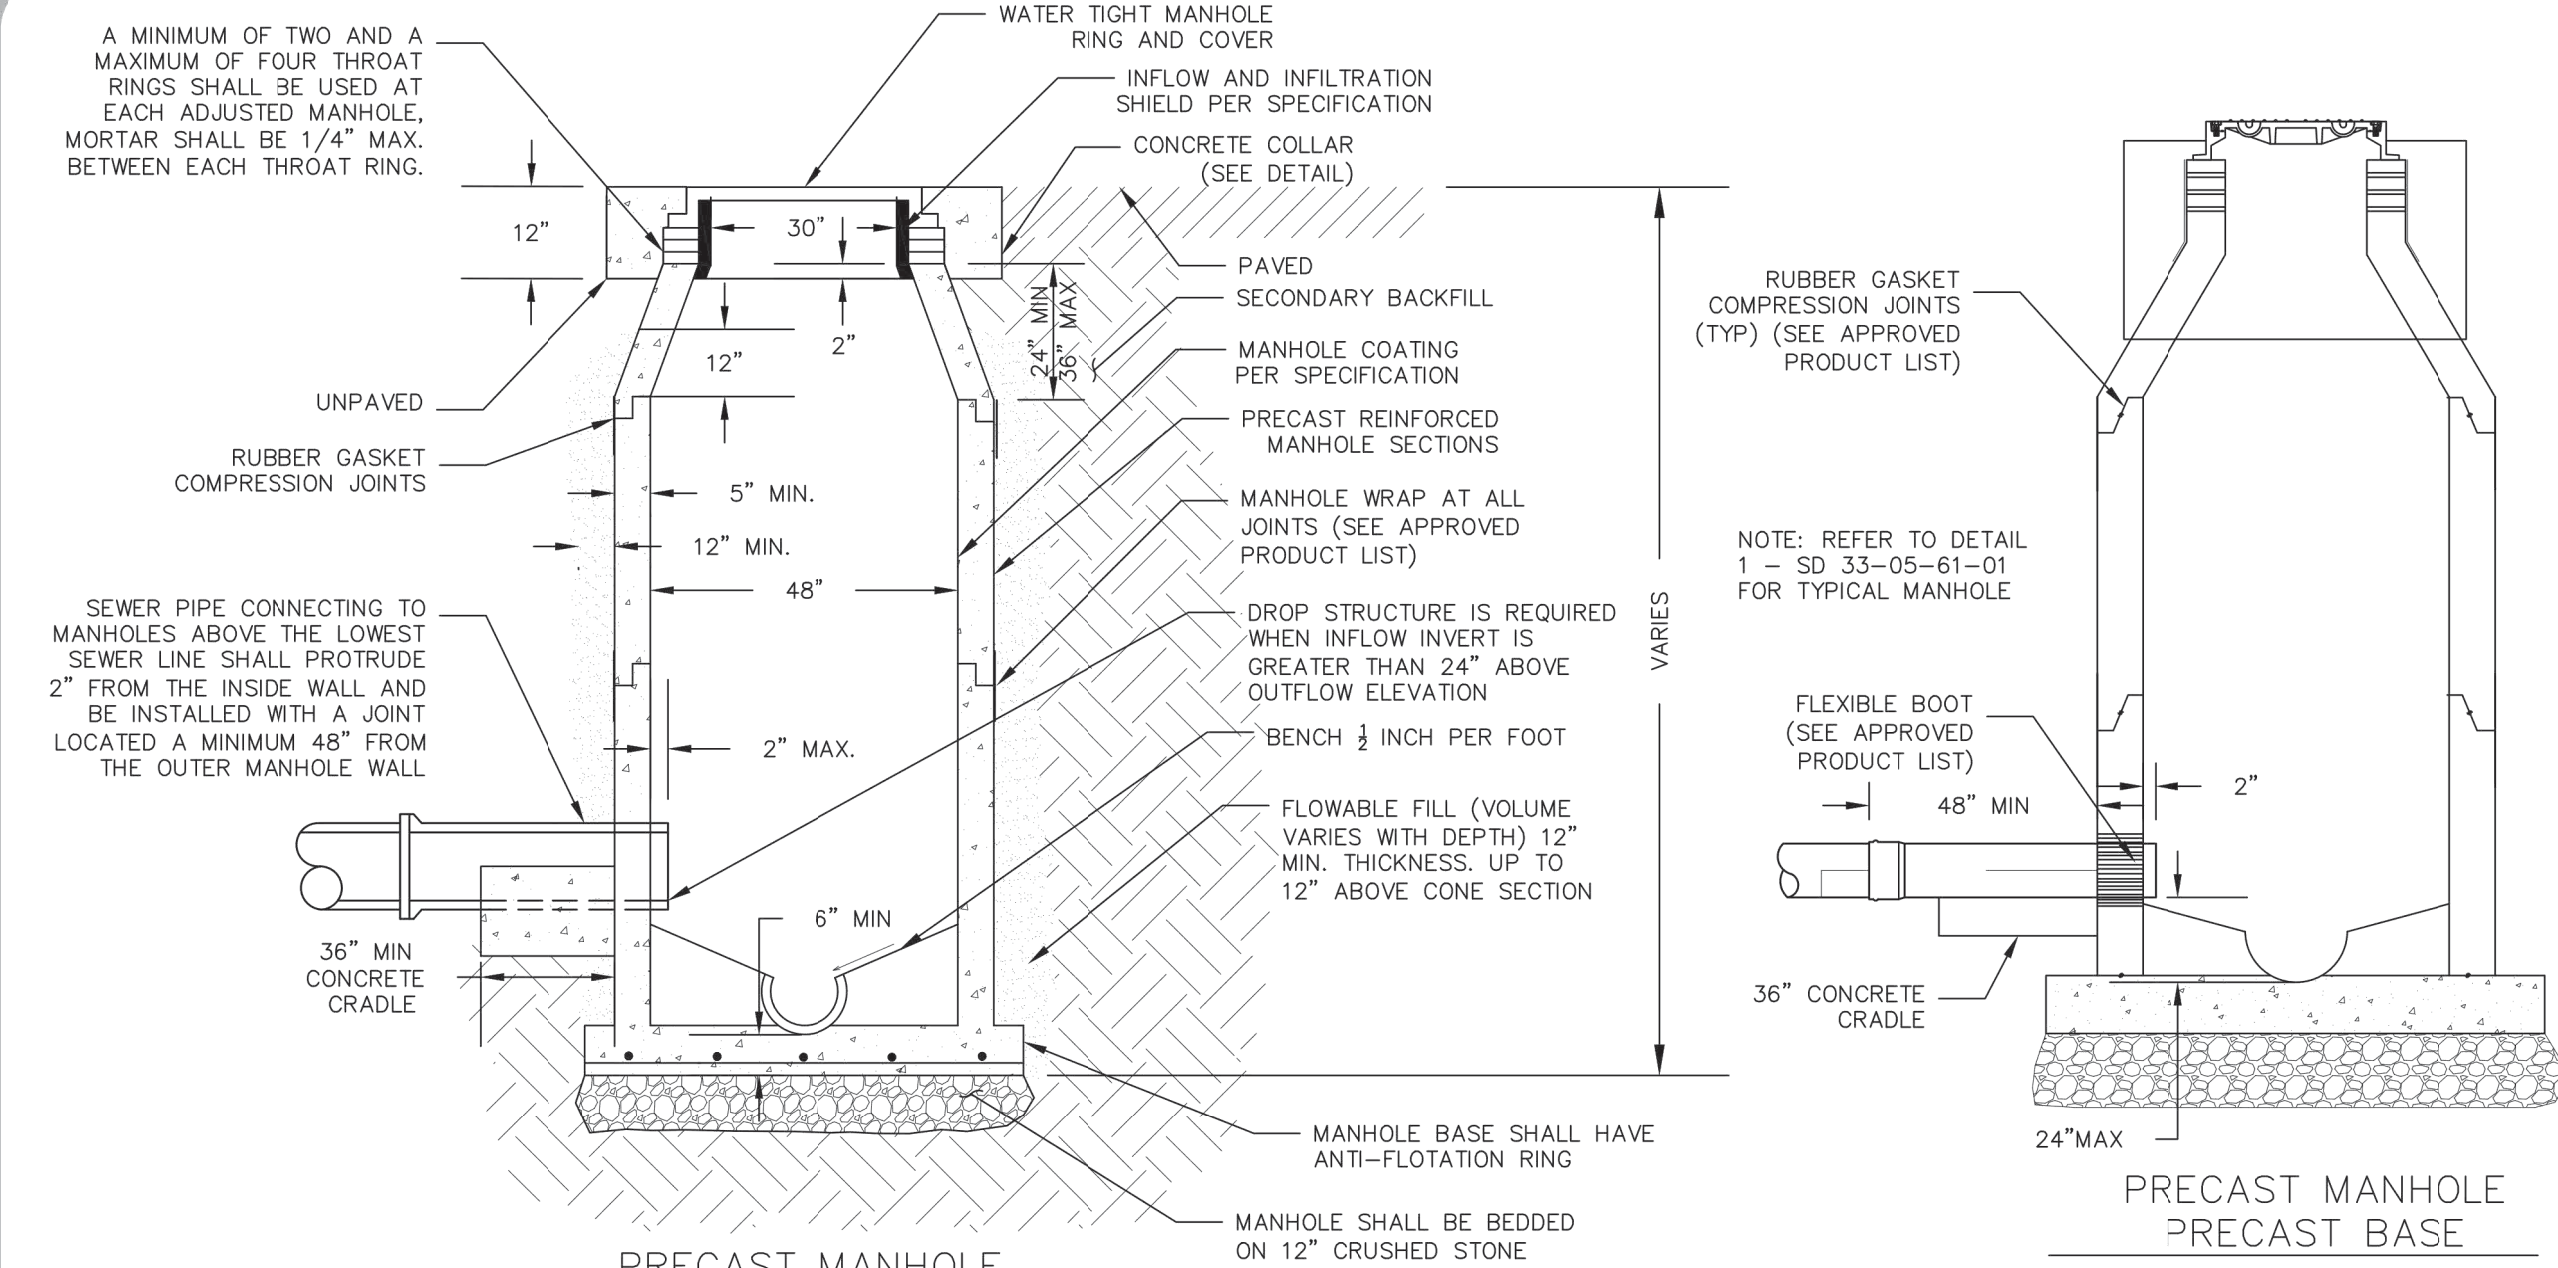 A MINIMUM OF TWO AND A
MAXIMUM OF FOUR THROAT
RINGS SHALL BE USED AT
EACH ADJUSTED MANHOLE,
MORTAR SHALL BE 1/4" MAX.
BETWEEN EACH THROAT RING.
WATER TIGHT MANHOLE
RING AND COVER
INFLOW AND INFILTRATION
SHIELD PER SPECIFICATION
CONCRETE COLLAR
(SEE DETAIL)
12"
30"
2"
12"
24" MIN
36" MAX
PAVED
SECONDARY BACKFILL
MANHOLE COATING
PER SPECIFICATION
UNPAVED
RUBBER GASKET
COMPRESSION JOINTS
PRECAST REINFORCED
MANHOLE SECTIONS
5" MIN.
12" MIN.
48"
MANHOLE WRAP AT ALL
JOINTS (SEE APPROVED
PRODUCT LIST)
SEWER PIPE CONNECTING TO
MANHOLES ABOVE THE LOWEST
SEWER LINE SHALL PROTRUDE
2" FROM THE INSIDE WALL AND
BE INSTALLED WITH A JOINT
LOCATED A MINIMUM 48" FROM
THE OUTER MANHOLE WALL
DROP STRUCTURE IS REQUIRED
WHEN INFLOW INVERT IS
GREATER THAN 24" ABOVE
OUTFLOW ELEVATION
2" MAX.
BENCH ½ INCH PER FOOT
FLOWABLE FILL (VOLUME
VARIES WITH DEPTH) 12"
MIN. THICKNESS. UP TO
12" ABOVE CONE SECTION
6" MIN
36" MIN
CONCRETE
CRADLE
VARIES
MANHOLE BASE SHALL HAVE
ANTI-FLOTATION RING
MANHOLE SHALL BE BEDDED
ON 12" CRUSHED STONE
PRECAST MANHOLE
RUBBER GASKET
COMPRESSION JOINTS
(TYP) (SEE APPROVED
PRODUCT LIST)
NOTE: REFER TO DETAIL
1 - SD 33-05-61-01
FOR TYPICAL MANHOLE
FLEXIBLE BOOT
(SEE APPROVED
PRODUCT LIST)
48" MIN
2"
36" CONCRETE
CRADLE
24"MAX
PRECAST MANHOLE
PRECAST BASE